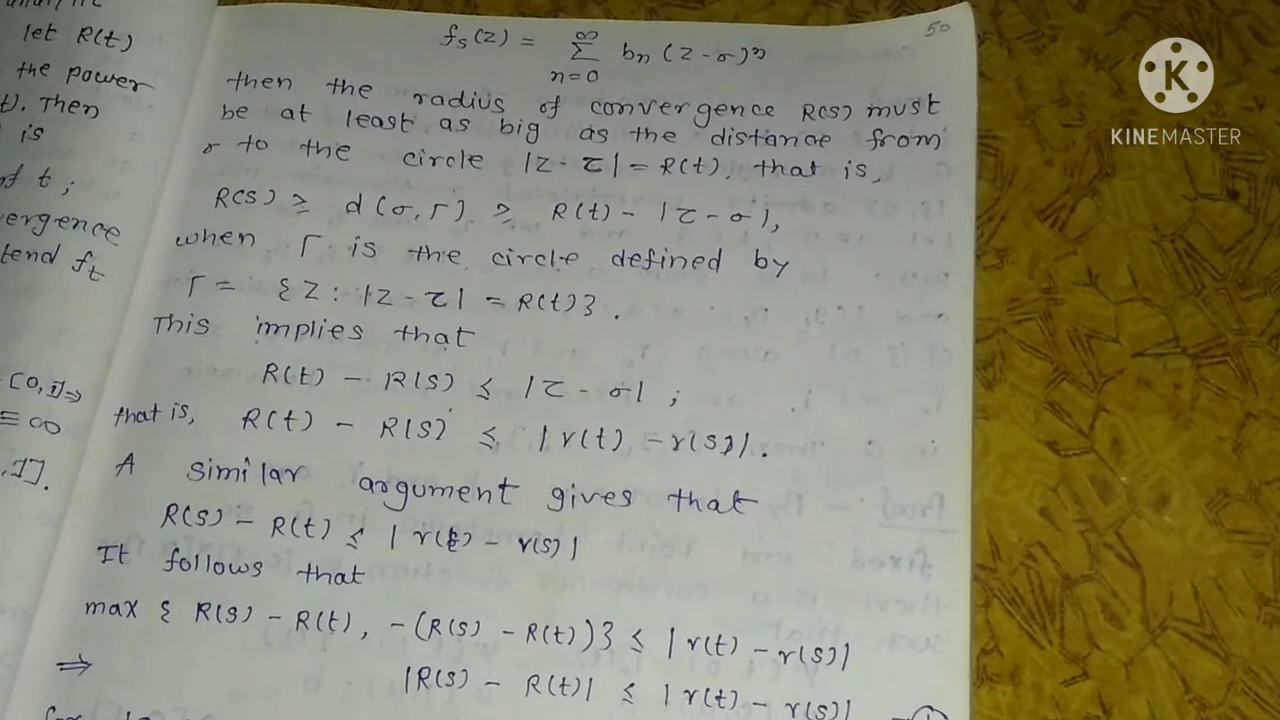 50
f_s(z) = ∞ Σ n=0 b_n (z - σ)^n
then the radius of convergence R(s) must
be at least as big as the distance from
σ to the circle |z - τ| = R(t), that is,
R(s) ≥ d(σ, Γ) ≥ R(t) - |τ - σ|,
when Γ is the circle defined by
Γ = {z : |z - τ| = R(t)}.
This implies that
R(t) - R(s) ≤ |τ - σ| ;
that is, R(t) - R(s) ≤ |r(t) - r(s)|.
A similar argument gives that
R(s) - R(t) ≤ |r(t) - r(s)|
It follows that
max { R(s) - R(t), -(R(s) - R(t))} ≤ |r(t) - r(s)|
⇒ |R(s) - R(t)| ≤ |r(t) - r(s)|
let R(t)
the power
t). Then
is
of t ;
vergence
tend f_t
[0,1] ⇒
≡ ∞
,1].
K
KINEMASTER